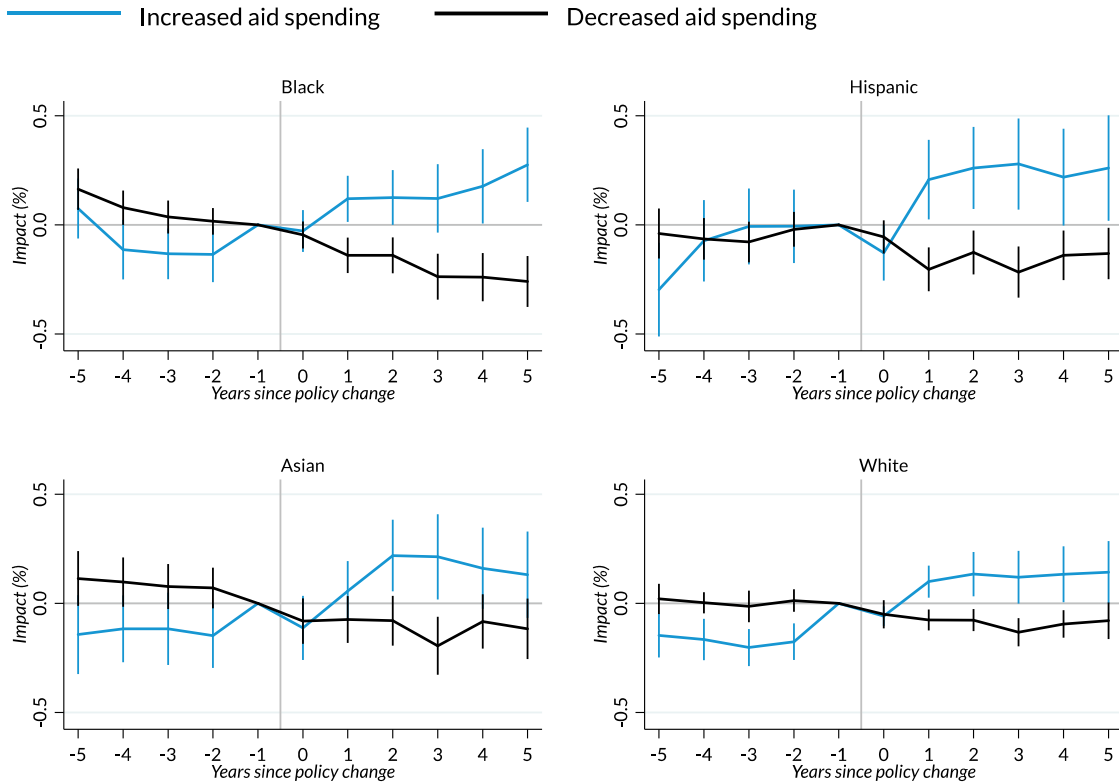 Increased aid spending Decreased aid spending
Black
0.5
0.0
-0.5
Impact (%)
-5 -4 -3 -2 -1 0 1 2 3 4 5
Years since policy change
Hispanic
0.5
0.0
-0.5
Impact (%)
-5 -4 -3 -2 -1 0 1 2 3 4 5
Years since policy change
Asian
0.5
0.0
-0.5
Impact (%)
-5 -4 -3 -2 -1 0 1 2 3 4 5
Years since policy change
White
0.5
0.0
-0.5
Impact (%)
-5 -4 -3 -2 -1 0 1 2 3 4 5
Years since policy change